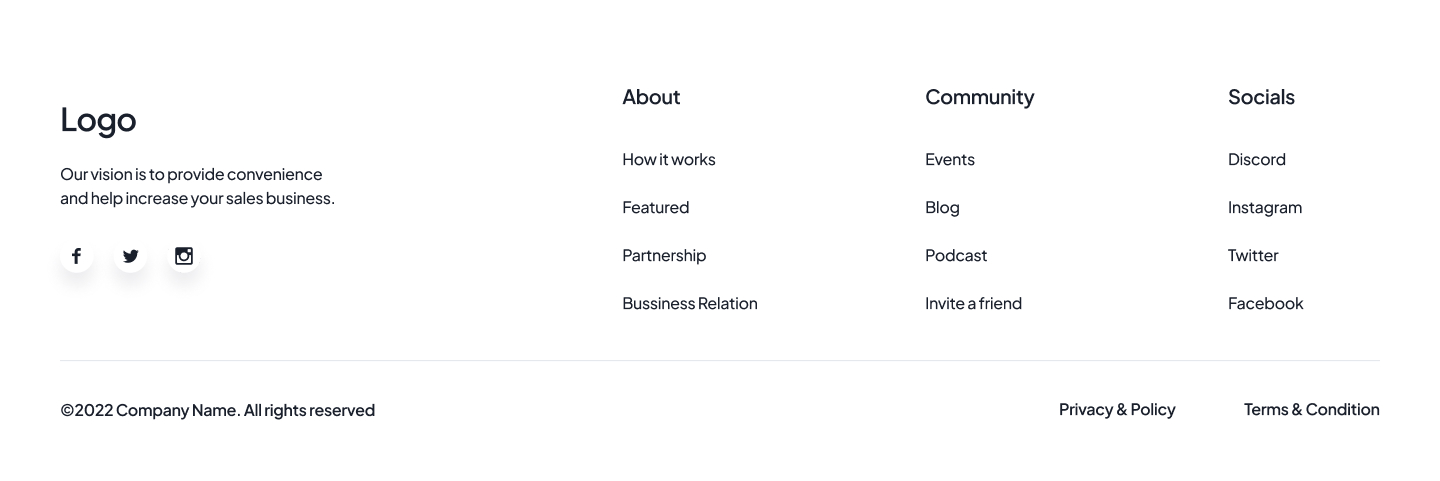 Logo
Our vision is to provide convenience
and help increase your sales business.
About
How it works
Featured
Partnership
Bussiness Relation
Community
Events
Blog
Podcast
Invite a friend
Socials
Discord
Instagram
Twitter
Facebook
©2022 Company Name. All rights reserved
Privacy & Policy
Terms & Condition